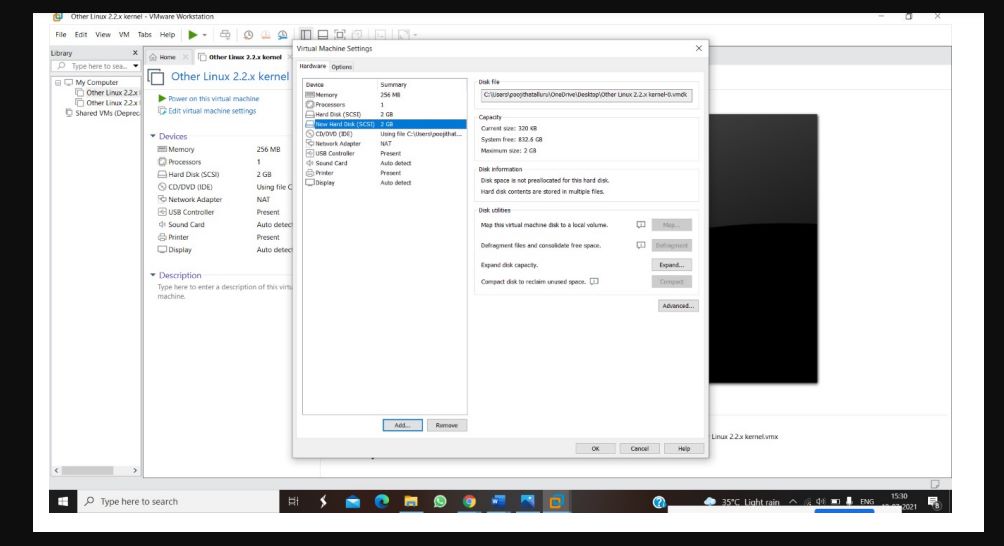 Other Linux 2.2.x kernel - VMware Workstation
File Edit View VM Tabs Help
Library X
Type here to sea...
My Computer
Other Linux 2.2.x
Other Linux 2.2.x
Shared VMs (Deprec
Home
Other Linux 2.2.x kernel
Other Linux 2.2.x kernel
Power on this virtual machine
Edit virtual machine settings
Devices
Memory 256 MB
Processors 1
Hard Disk (SCSI) 2 GB
CD/DVD (IDE) Using file C
Network Adapter NAT
USB Controller Present
Sound Card Auto detec
Printer Present
Display Auto detec
Description
Type here to enter a description of this virtu
machine.
Virtual Machine Settings
Hardware Options
Device Summary
Memory 256 MB
Processors 1
Hard Disk (SCSI) 2 GB
New Hard Disk (SCSI) 2 GB
CD/DVD (IDE) Using file C:\Users\poojithat...
Network Adapter NAT
USB Controller Present
Sound Card Auto detect
Printer Present
Display Auto detect
Add... Remove
Disk file
C:\Users\poojithatalluru\OneDrive\Desktop\Other Linux 2.2.x kernel-0.vmdk
Capacity
Current size: 320 KB
System free: 832.6 GB
Maximum size: 2 GB
Disk information
Disk space is not preallocated for this hard disk.
Hard disk contents are stored in multiple files.
Disk utilities
Map this virtual machine disk to a local volume. Map...
Defragment files and consolidate free space. Defragment
Expand disk capacity. Expand...
Compact disk to reclaim unused space. Compact
Advanced...
OK Cancel Help
Linux 2.2.x kernel.vmx
Type here to search
35°C Light rain ENG 15:30
2021